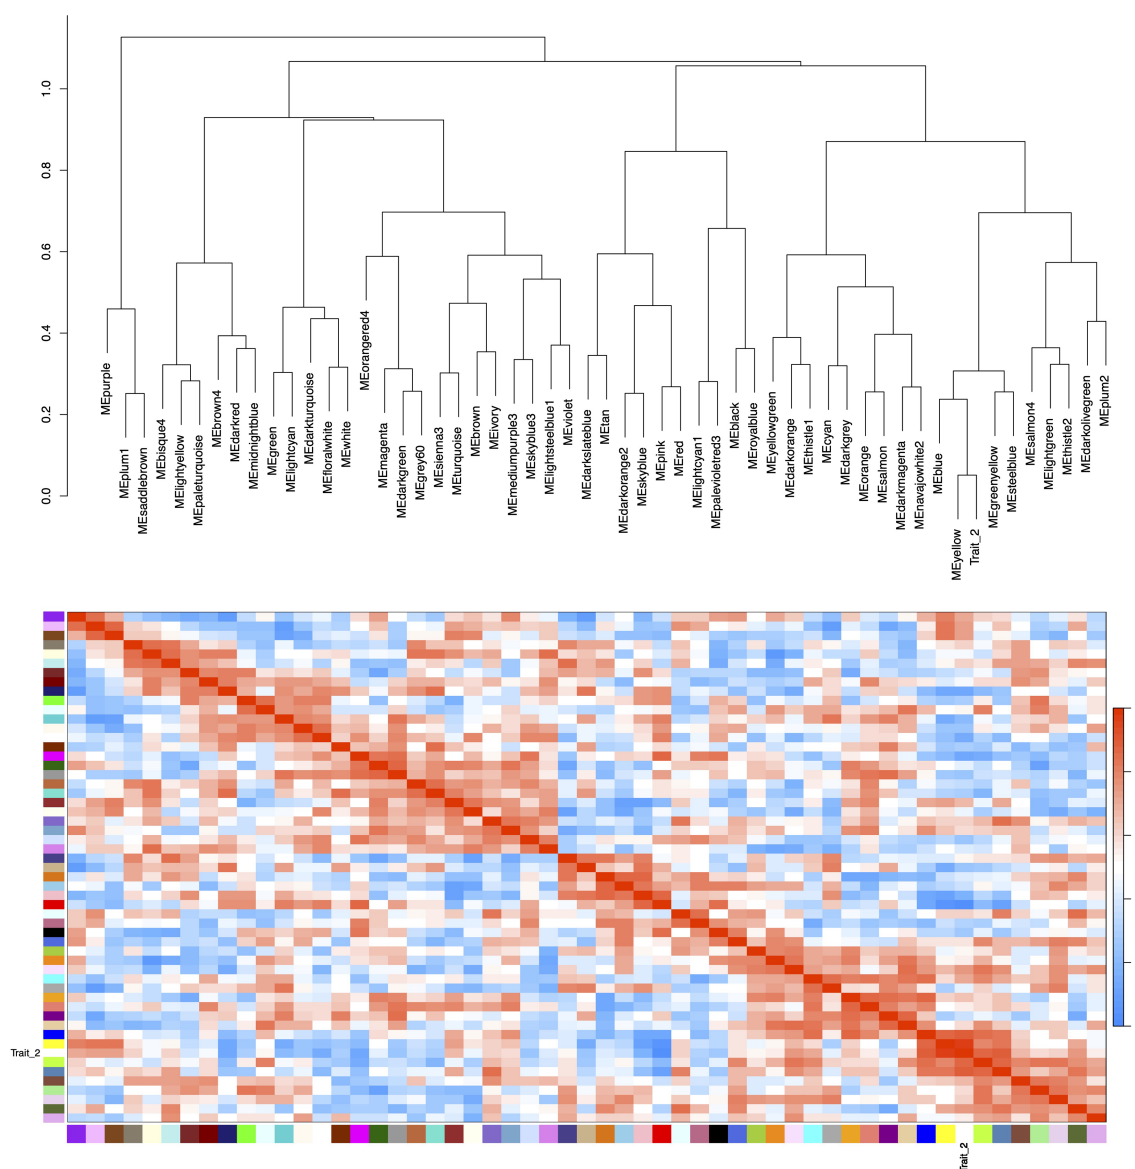 1.0
0.8
0.6
0.4
0.2
0.0
MEpurple
MEplum1
MEsaddlebrown
MEbisque4
MElightyellow
MEpaleturquoise
MEbrown4
MEdarkred
MEmidnightblue
MEgreen
MElightcyan
MEdarkturquoise
MEfloralwhite
MEwhite
MEorangered4
MEmagenta
MEdarkgreen
MEgrey60
MEsienna3
MEturquoise
MEbrown
MEivory
MEmediumpurple3
MEskyblue3
MElightsteelblue1
MEviolet
MEdarkslateblue
MEtan
MEdarkorange2
MEskyblue
MEpink
MEred
MElightcyan1
MEpalevioletred3
MEblack
MEroyalblue
MEyellowgreen
MEdarkorange
MEthistle1
MEcyan
MEdarkgrey
MEorange
MEsalmon
MEdarkmagenta
MEnavajowhite2
MEblue
MEyellow
Trait_2
MEgreenyellow
MEsteelblue
MEsalmon4
MElightgreen
MEthistle2
MEdarkolivegreen
MEplum2
Trait_2
Trait_2